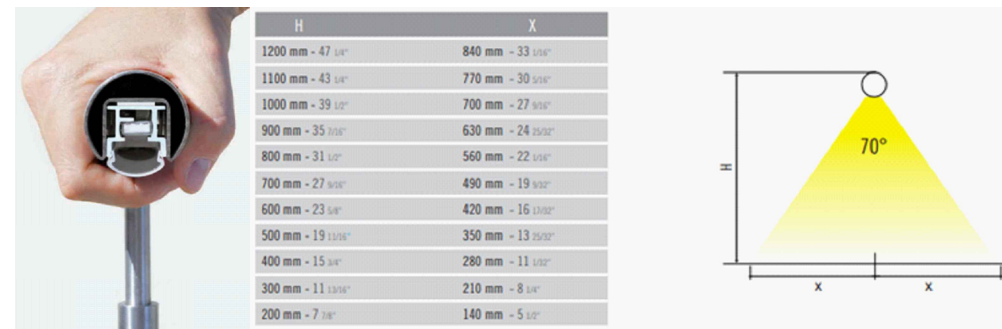 H X
1200 mm - 47 1/4" 840 mm - 33 1/16"
1100 mm - 43 1/4" 770 mm - 30 5/16"
1000 mm - 39 1/2" 700 mm - 27 9/16"
900 mm - 35 7/16" 630 mm - 24 25/32"
800 mm - 31 1/2" 560 mm - 22 1/16"
700 mm - 27 9/16" 490 mm - 19 9/32"
600 mm - 23 5/8" 420 mm - 16 17/32"
500 mm - 19 11/16" 350 mm - 13 25/32"
400 mm - 15 3/4" 280 mm - 11 1/32"
300 mm - 11 13/16" 210 mm - 8 1/4"
200 mm - 7 7/8" 140 mm - 5 1/2"
70°
H
x x